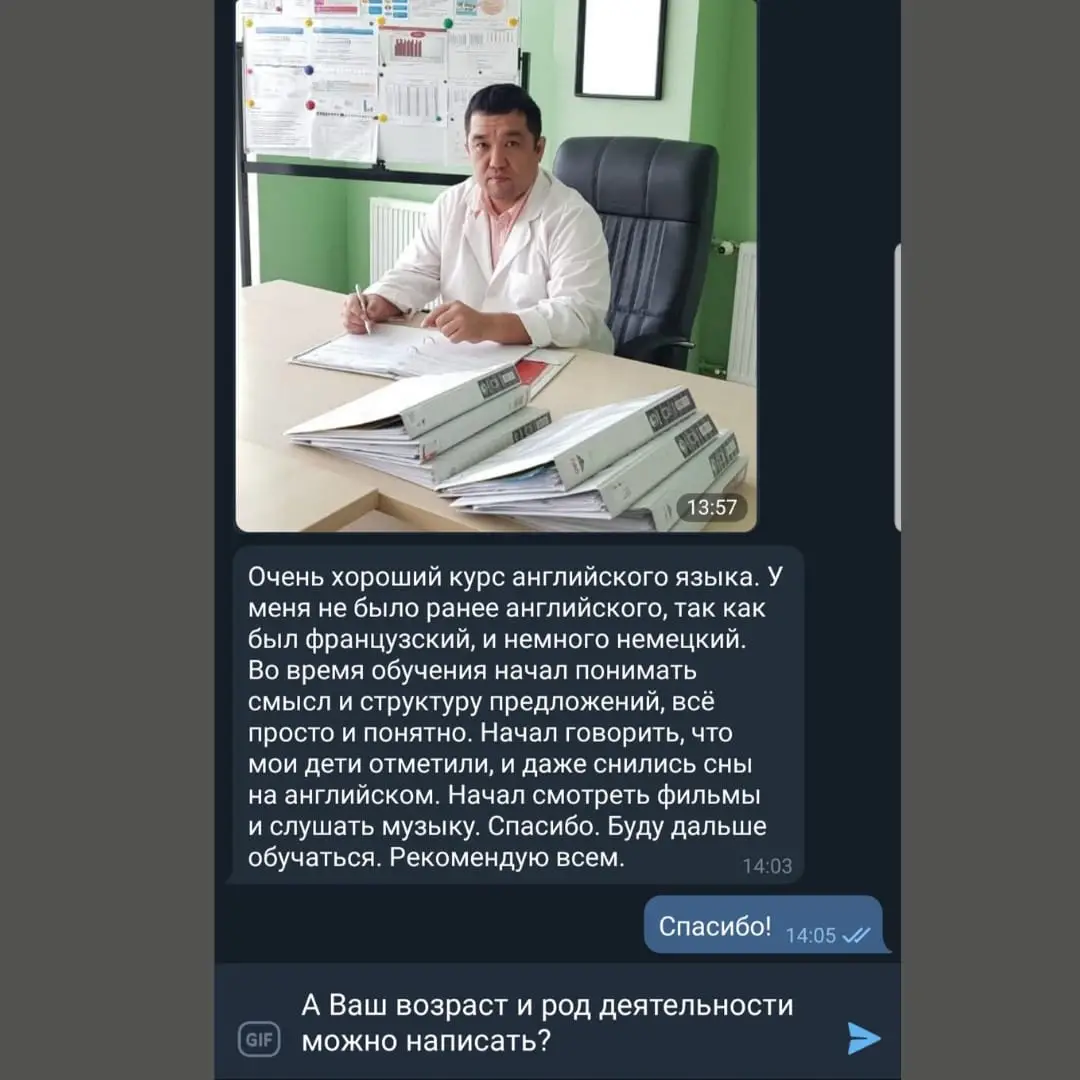 13:57
Очень хороший курс английского языка. У
меня не было ранее английского, так как
был французский, и немного немецкий.
Во время обучения начал понимать
смысл и структуру предложений, всё
просто и понятно. Начал говорить, что
мои дети отметили, и даже снились сны
на английском. Начал смотреть фильмы
и слушать музыку. Спасибо. Буду дальше
обучаться. Рекомендую всем.
14:03
Спасибо!
14:05
А Ваш возраст и род деятельности
можно написать?
GIF